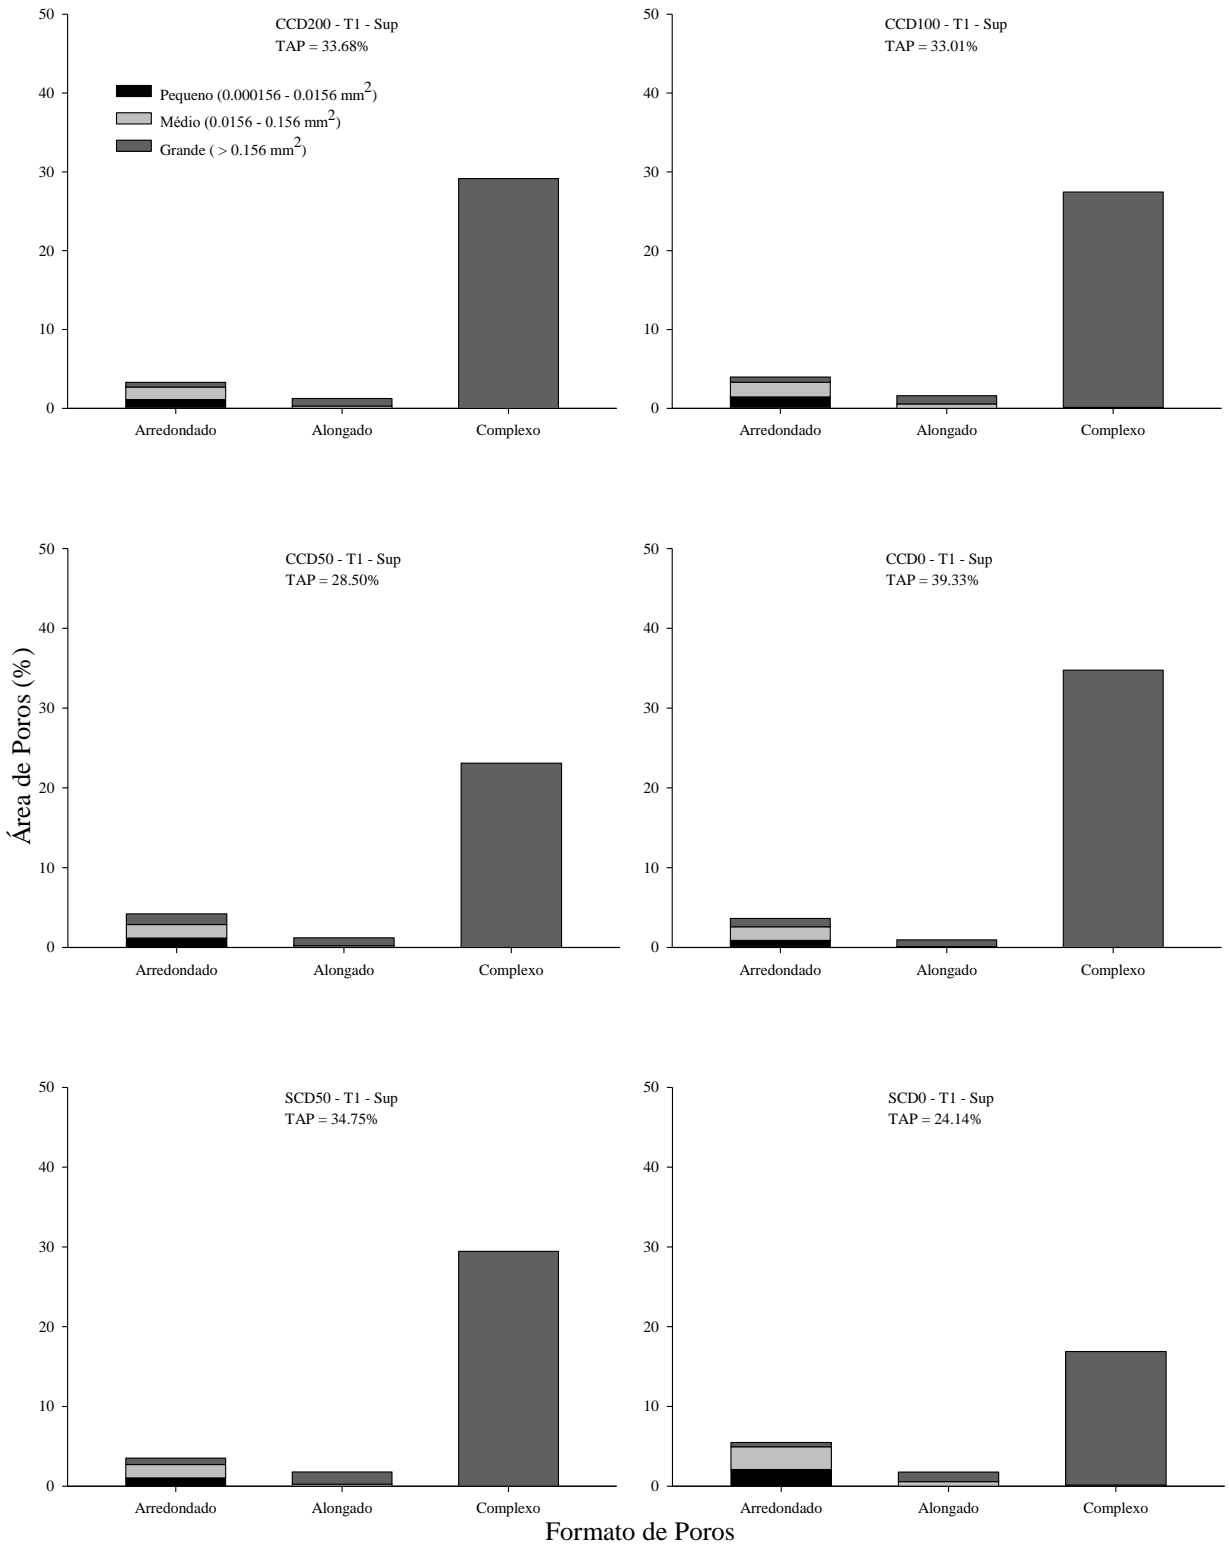 CCD200 - T1 - Sup
TAP = 33.68%
Pequeno (0.000156 - 0.0156 mm2)
Médio (0.0156 - 0.156 mm2)
Grande ( > 0.156 mm2)
50
40
30
20
10
0
Arredondado Alongado Complexo
CCD100 - T1 - Sup
TAP = 33.01%
50
40
30
20
10
0
Arredondado Alongado Complexo
Área de Poros (%)
CCD50 - T1 - Sup
TAP = 28.50%
50
40
30
20
10
0
Arredondado Alongado Complexo
CCD0 - T1 - Sup
TAP = 39.33%
50
40
30
20
10
0
Arredondado Alongado Complexo
SCD50 - T1 - Sup
TAP = 34.75%
50
40
30
20
10
0
Arredondado Alongado Complexo
SCD0 - T1 - Sup
TAP = 24.14%
50
40
30
20
10
0
Arredondado Alongado Complexo
Formato de Poros